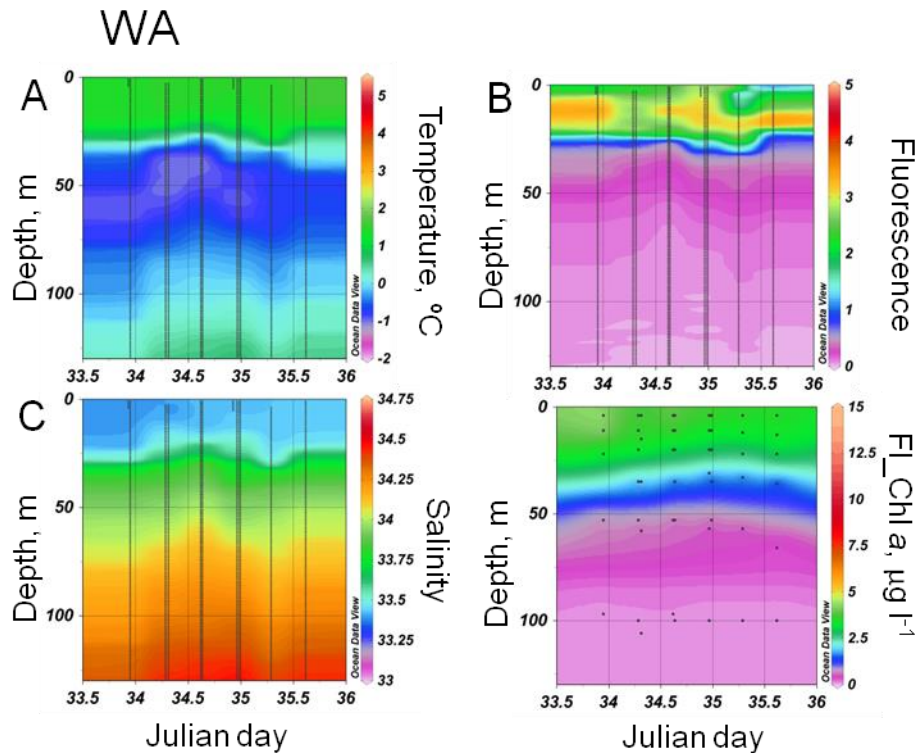 WA
A
0
50
100
Depth, m
33.5 34 34.5 35 35.5 36
5
4
3
2
1
0
-1
-2
Temperature, ºC
Ocean Data View
B
0
50
100
Depth, m
33.5 34 34.5 35 35.5 36
5
4
3
2
1
0
Fluorescence
Ocean Data View
C
0
50
100
Depth, m
33.5 34 34.5 35 35.5 36
Julian day
34.75
34.5
34.25
34
33.75
33.5
33.25
33
Salinity
Ocean Data View
0
50
100
Depth, m
33.5 34 34.5 35 35.5 36
Julian day
15
12.5
10
7.5
5
2.5
0
Fl_Chl a, µg l-1
Ocean Data View